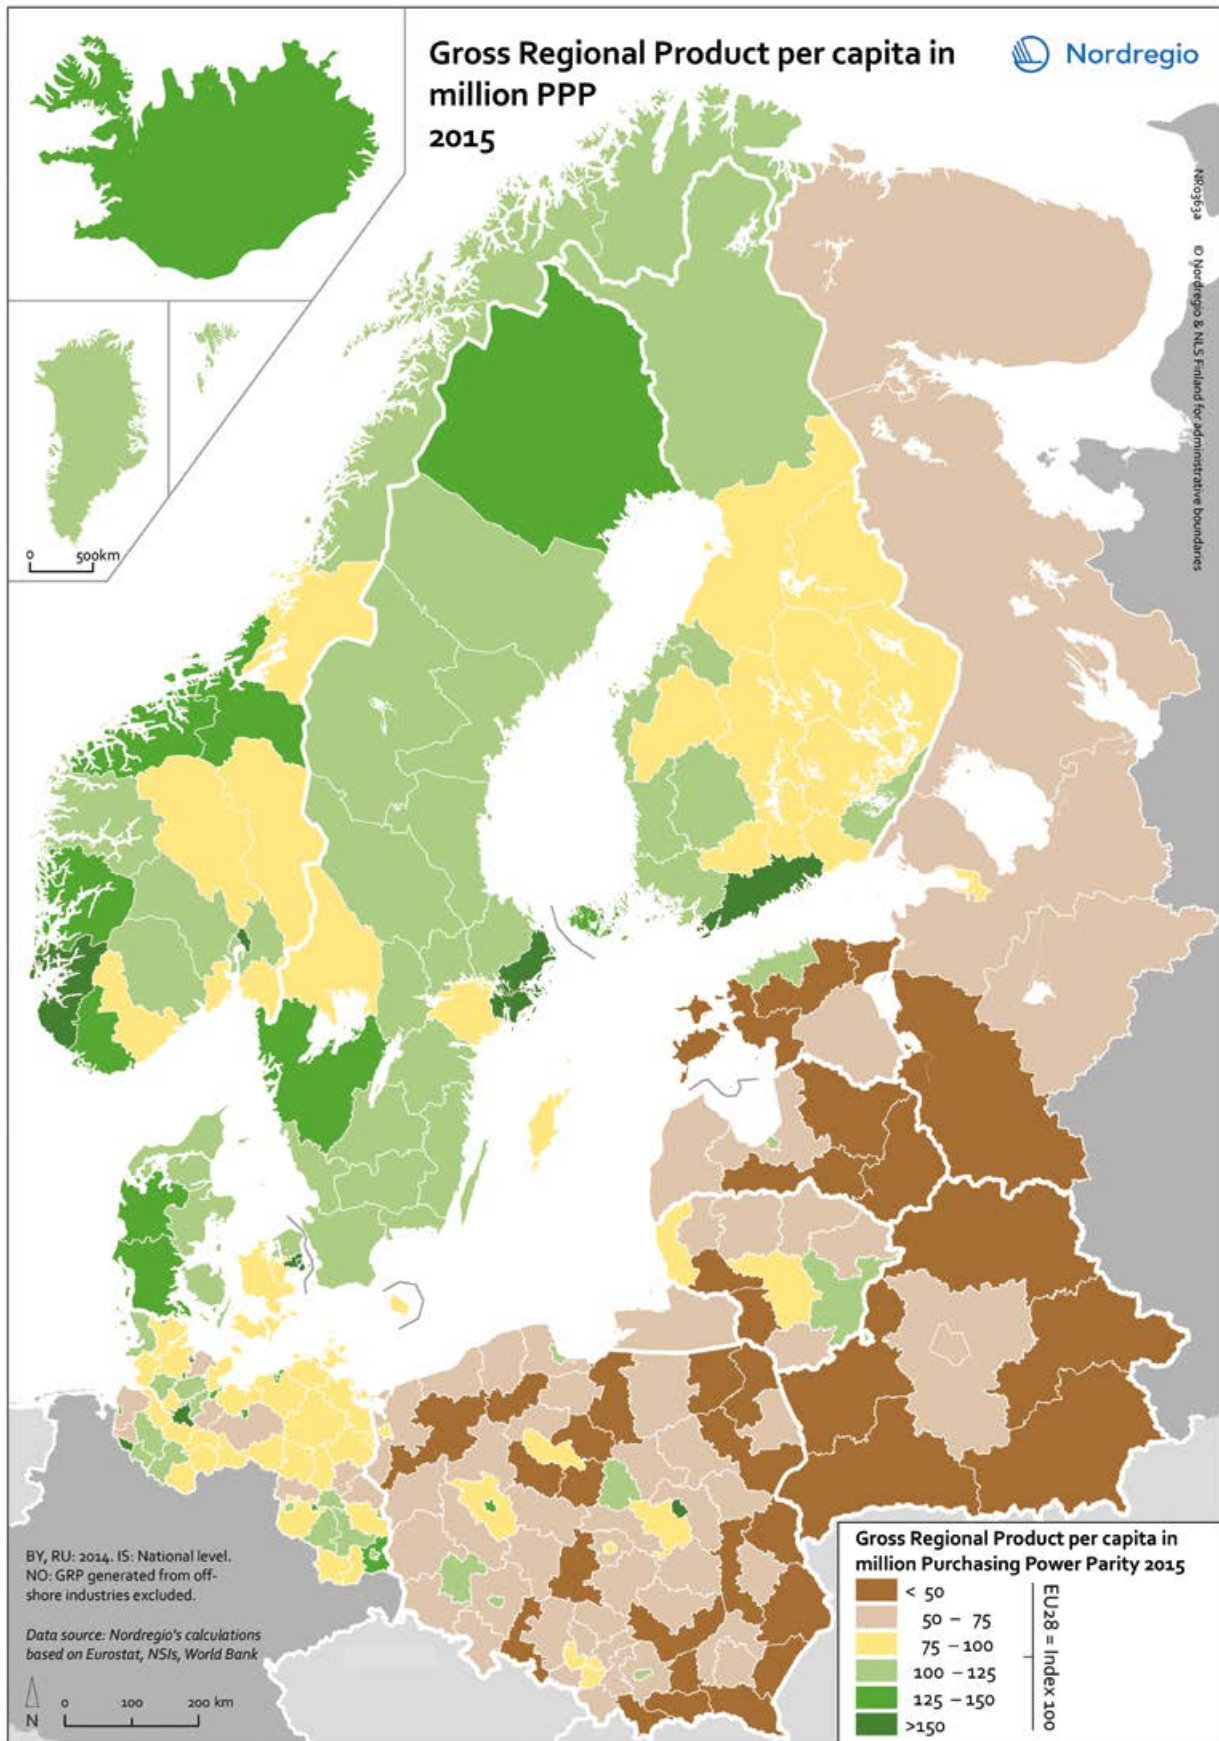 Gross Regional Product per capita in
million PPP
2015
Nordregio
NR0363a © Nordregio & NLS Finland for administrative boundaries
0 500km
BY, RU: 2014. IS: National level.
NO: GRP generated from off-
shore industries excluded.
Data source: Nordregio's calculations
based on Eurostat, NSIs, World Bank
N
0 100 200 km
Gross Regional Product per capita in
million Purchasing Power Parity 2015
< 50
50 – 75
75 – 100
100 – 125
125 – 150
>150
EU28 = Index 100